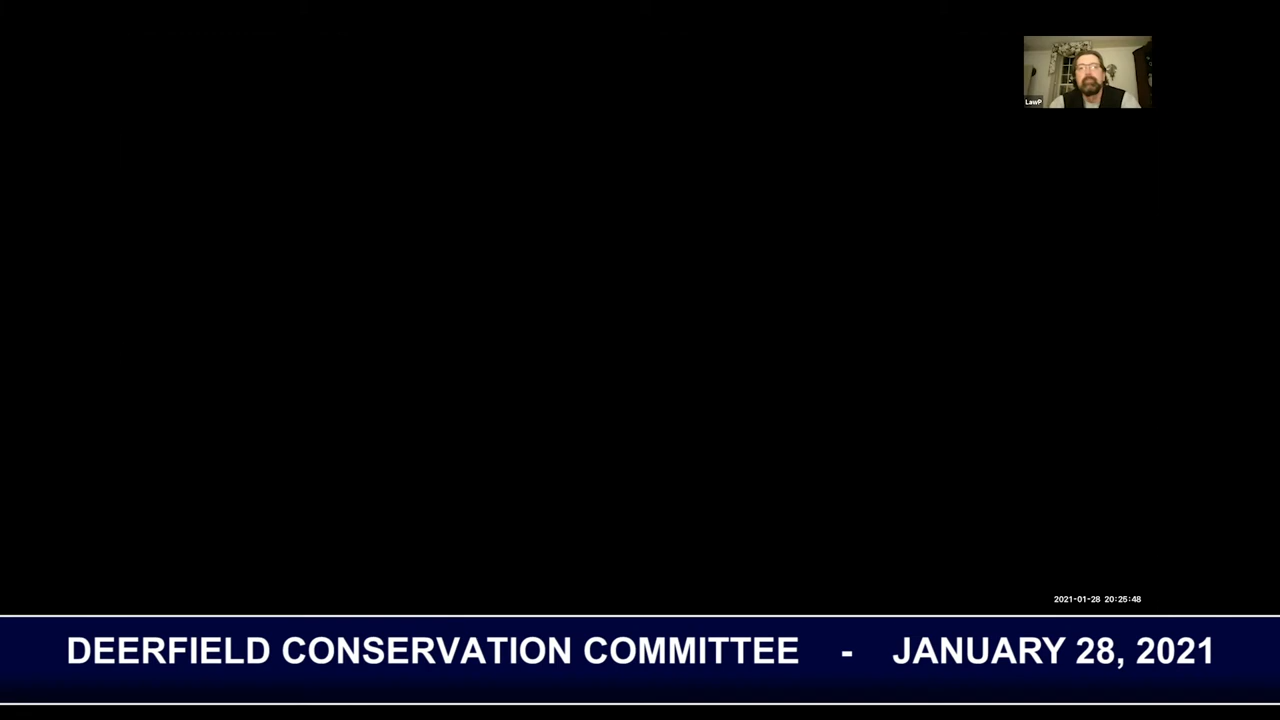 LawP
2021-01-28 20:25:48
DEERFIELD CONSERVATION COMMITTEE - JANUARY 28, 2021